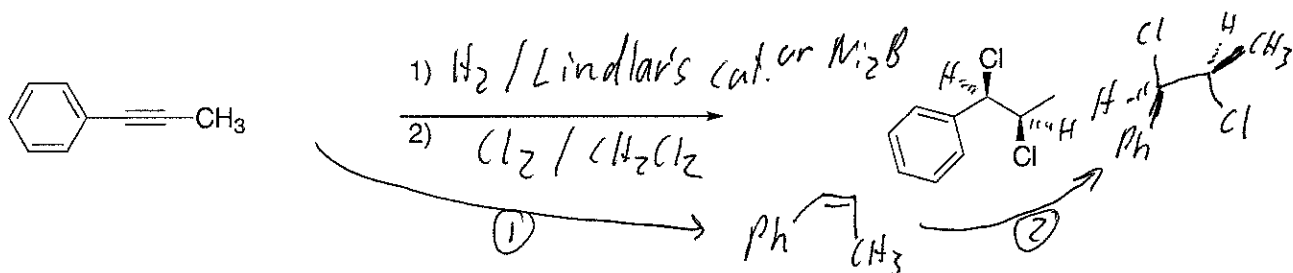 1) H₂ / Lindlar's cat. or Ni₂B
2) Cl₂ / CH₂Cl₂
CH₃
H Cl
Cl H
Cl H
CH₃
H
Ph Cl
① Ph CH₃ ②